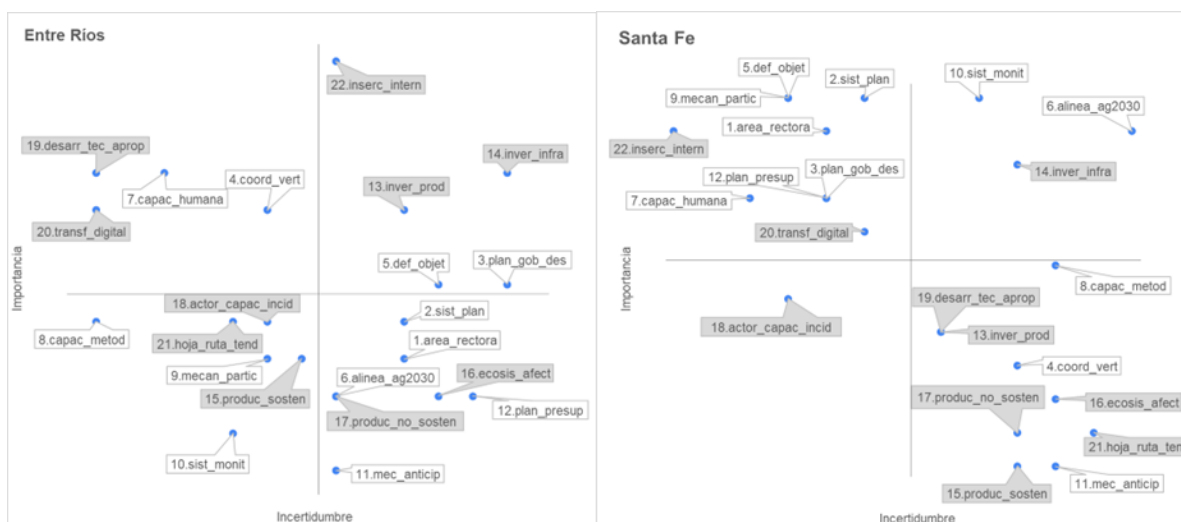 Entre Ríos
22.inserc_intern
19.desarr_tec_aprop
14.inver_infra
4.coord_vert
13.inver_prod
7.capac_humana
20.transf_digital
Importancia
5.def_objet
3.plan_gob_des
18.actor_capac_incid
2.sist_plan
8.capac_metod
21.hoja_ruta_tend
1.area_rectora
9.mecan_partic
6.alinea_ag2030
16.ecosis_afect
15.produc_sosten
12.plan_presup
17.produc_no_sosten
10.sist_monit
11.mec_anticip
Incertidumbre
Santa Fe
5.def_objet
2.sist_plan
10.sist_monit
9.mecan_partic
6.alinea_ag2030
1.area_rectora
22.inserc_intern
3.plan_gob_des
14.inver_infra
12.plan_presup
7.capac_humana
20.transf_digital
Importancia
8.capac_metod
19.desarr_tec_aprop
18.actor_capac_incid
13.inver_prod
4.coord_vert
17.produc_no_sosten
16.ecosis_afect
21.hoja_ruta_tend
11.mec_anticip
15.produc_sosten
Incertidumbre